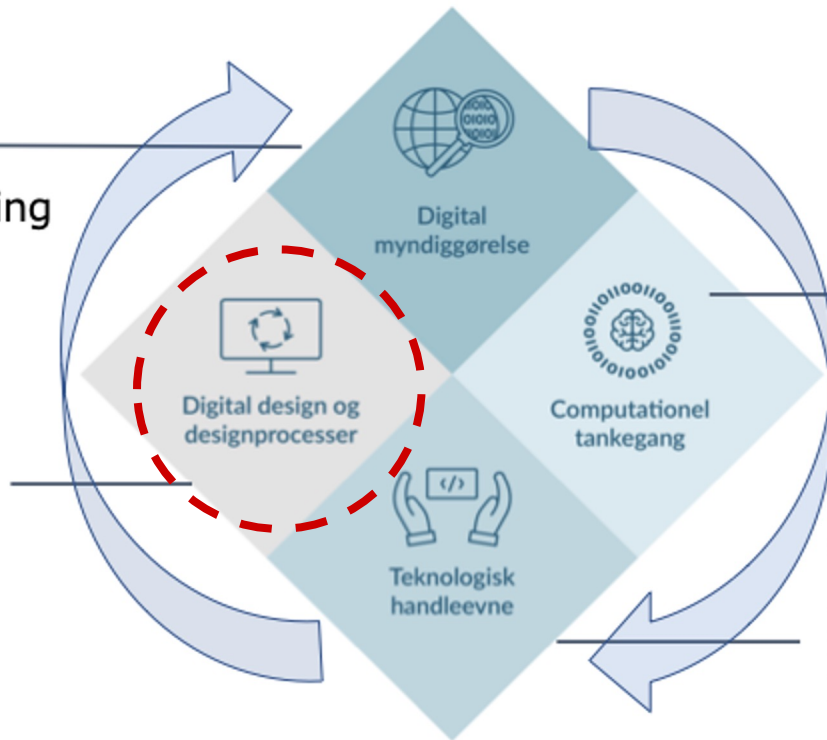 ing
Digital
myndiggørelse
Digital design og
designprocesser
Computationel
tankegang
</>
Teknologisk
handleevne